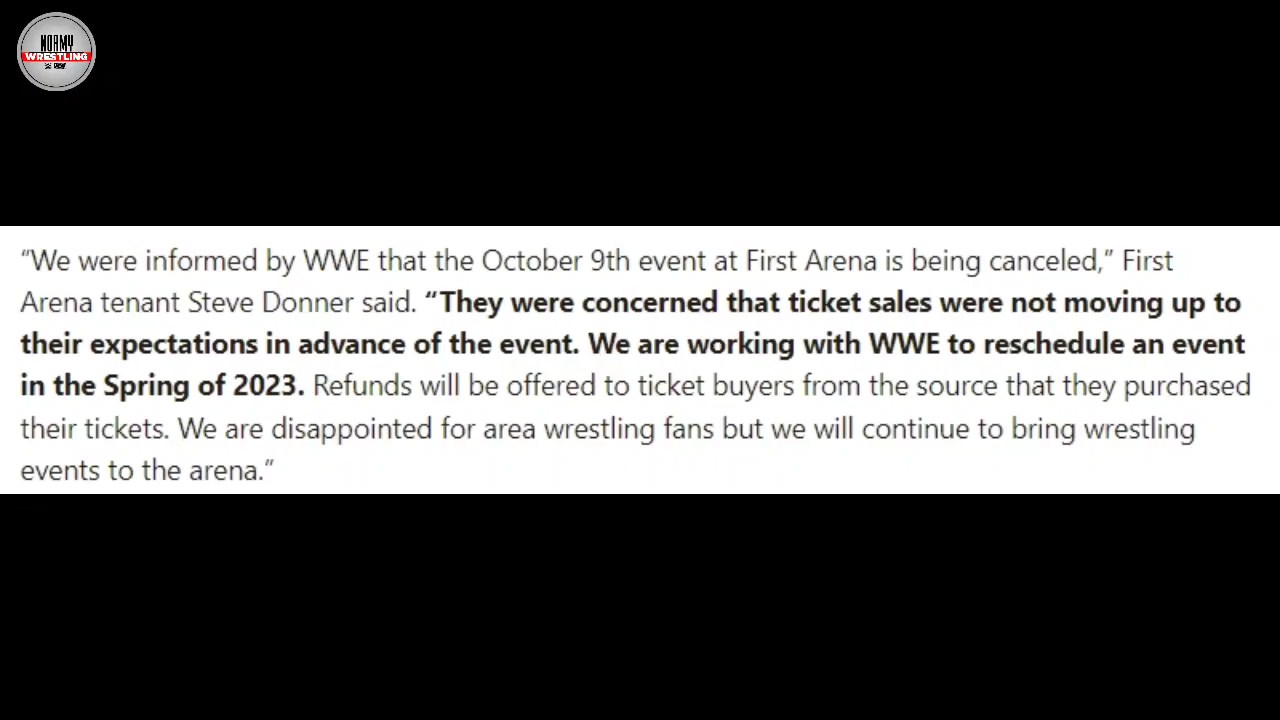 NORMY
WRESTLING
“We were informed by WWE that the October 9th event at First Arena is being canceled,” First
Arena tenant Steve Donner said. “They were concerned that ticket sales were not moving up to
their expectations in advance of the event. We are working with WWE to reschedule an event
in the Spring of 2023. Refunds will be offered to ticket buyers from the source that they purchased
their tickets. We are disappointed for area wrestling fans but we will continue to bring wrestling
events to the arena.”